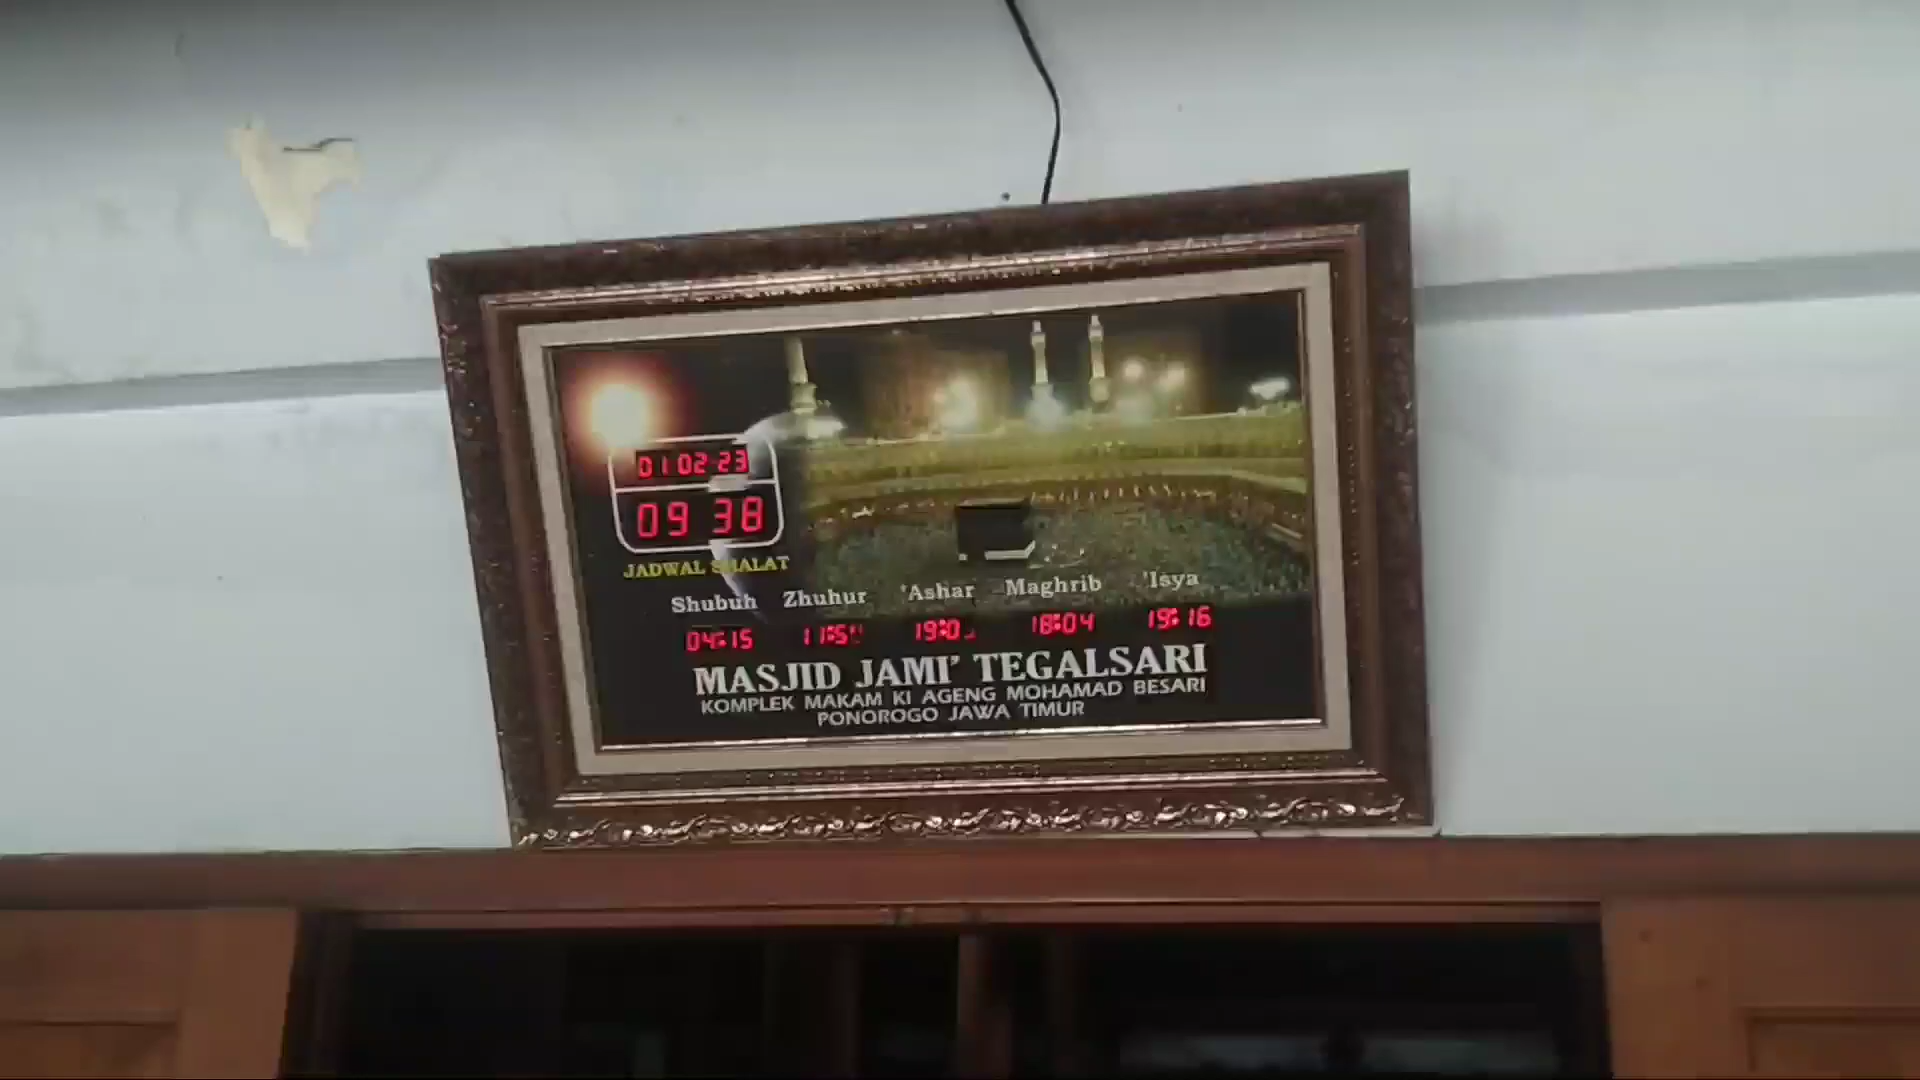 01 02 23
09 38
JADWAL SHALAT
Shubuh Zhuhur 'Ashar Maghrib 'Isya
04:15 18:04 19:16
MASJID JAMI' TEGALSARI
KOMPLEK MAKAM KI AGENG MOHAMAD BESARI
PONOROGO JAWA TIMUR